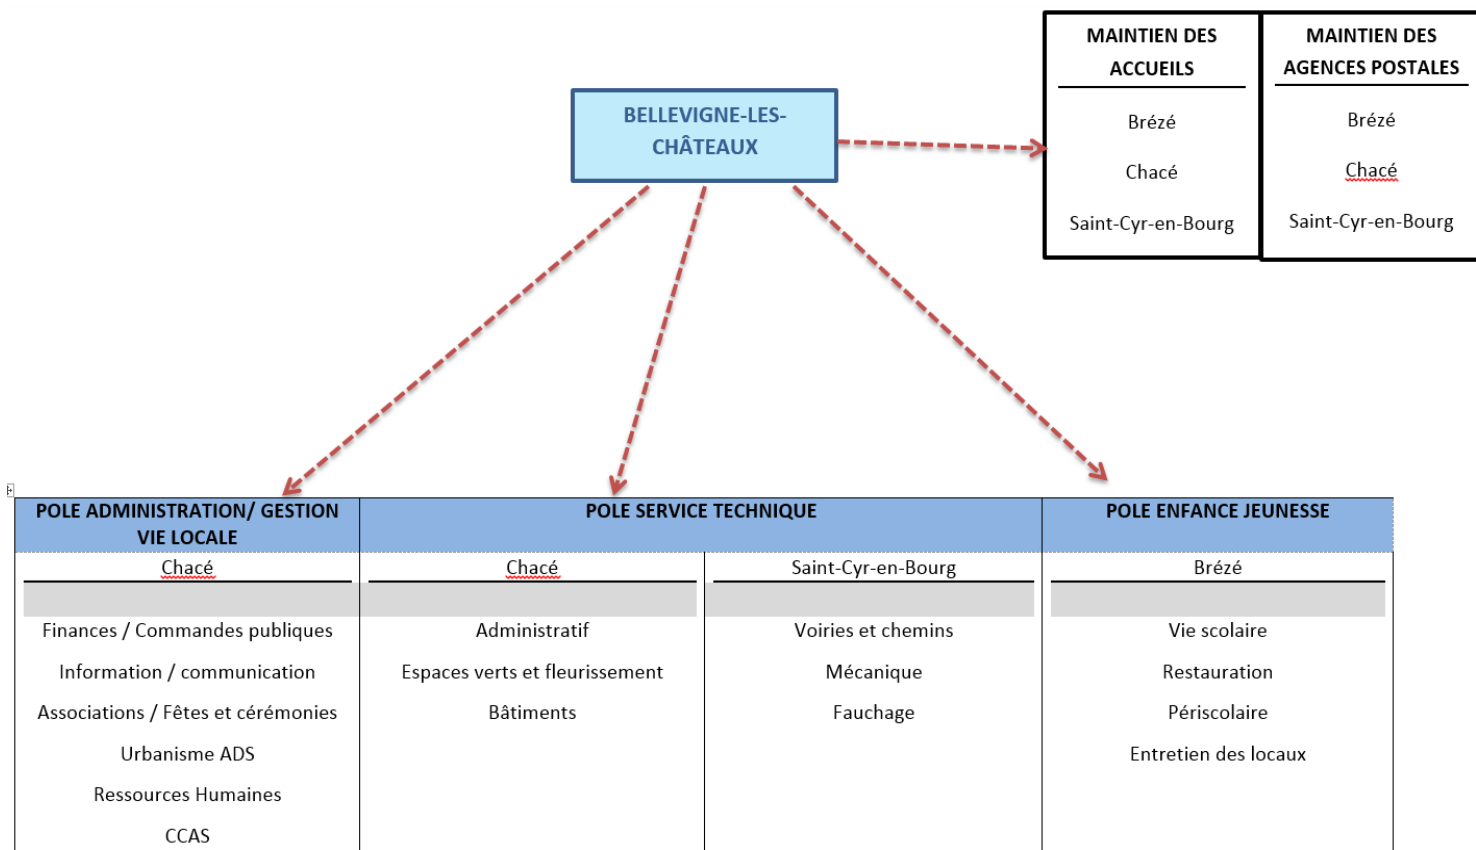 MAINTIEN DES
ACCUEILS
Brézé
Chacé
Saint-Cyr-en-Bourg
MAINTIEN DES
AGENCES POSTALES
Brézé
Chacé
Saint-Cyr-en-Bourg
BELLEVIGNE-LES-
CHÂTEAUX
POLE ADMINISTRATION/ GESTION
VIE LOCALE
Chacé
Finances / Commandes publiques
Information / communication
Associations / Fêtes et cérémonies
Urbanisme ADS
Ressources Humaines
CCAS
POLE SERVICE TECHNIQUE
Chacé
Administratif
Espaces verts et fleurissement
Bâtiments
Saint-Cyr-en-Bourg
Voiries et chemins
Mécanique
Fauchage
POLE ENFANCE JEUNESSE
Brézé
Vie scolaire
Restauration
Périscolaire
Entretien des locaux